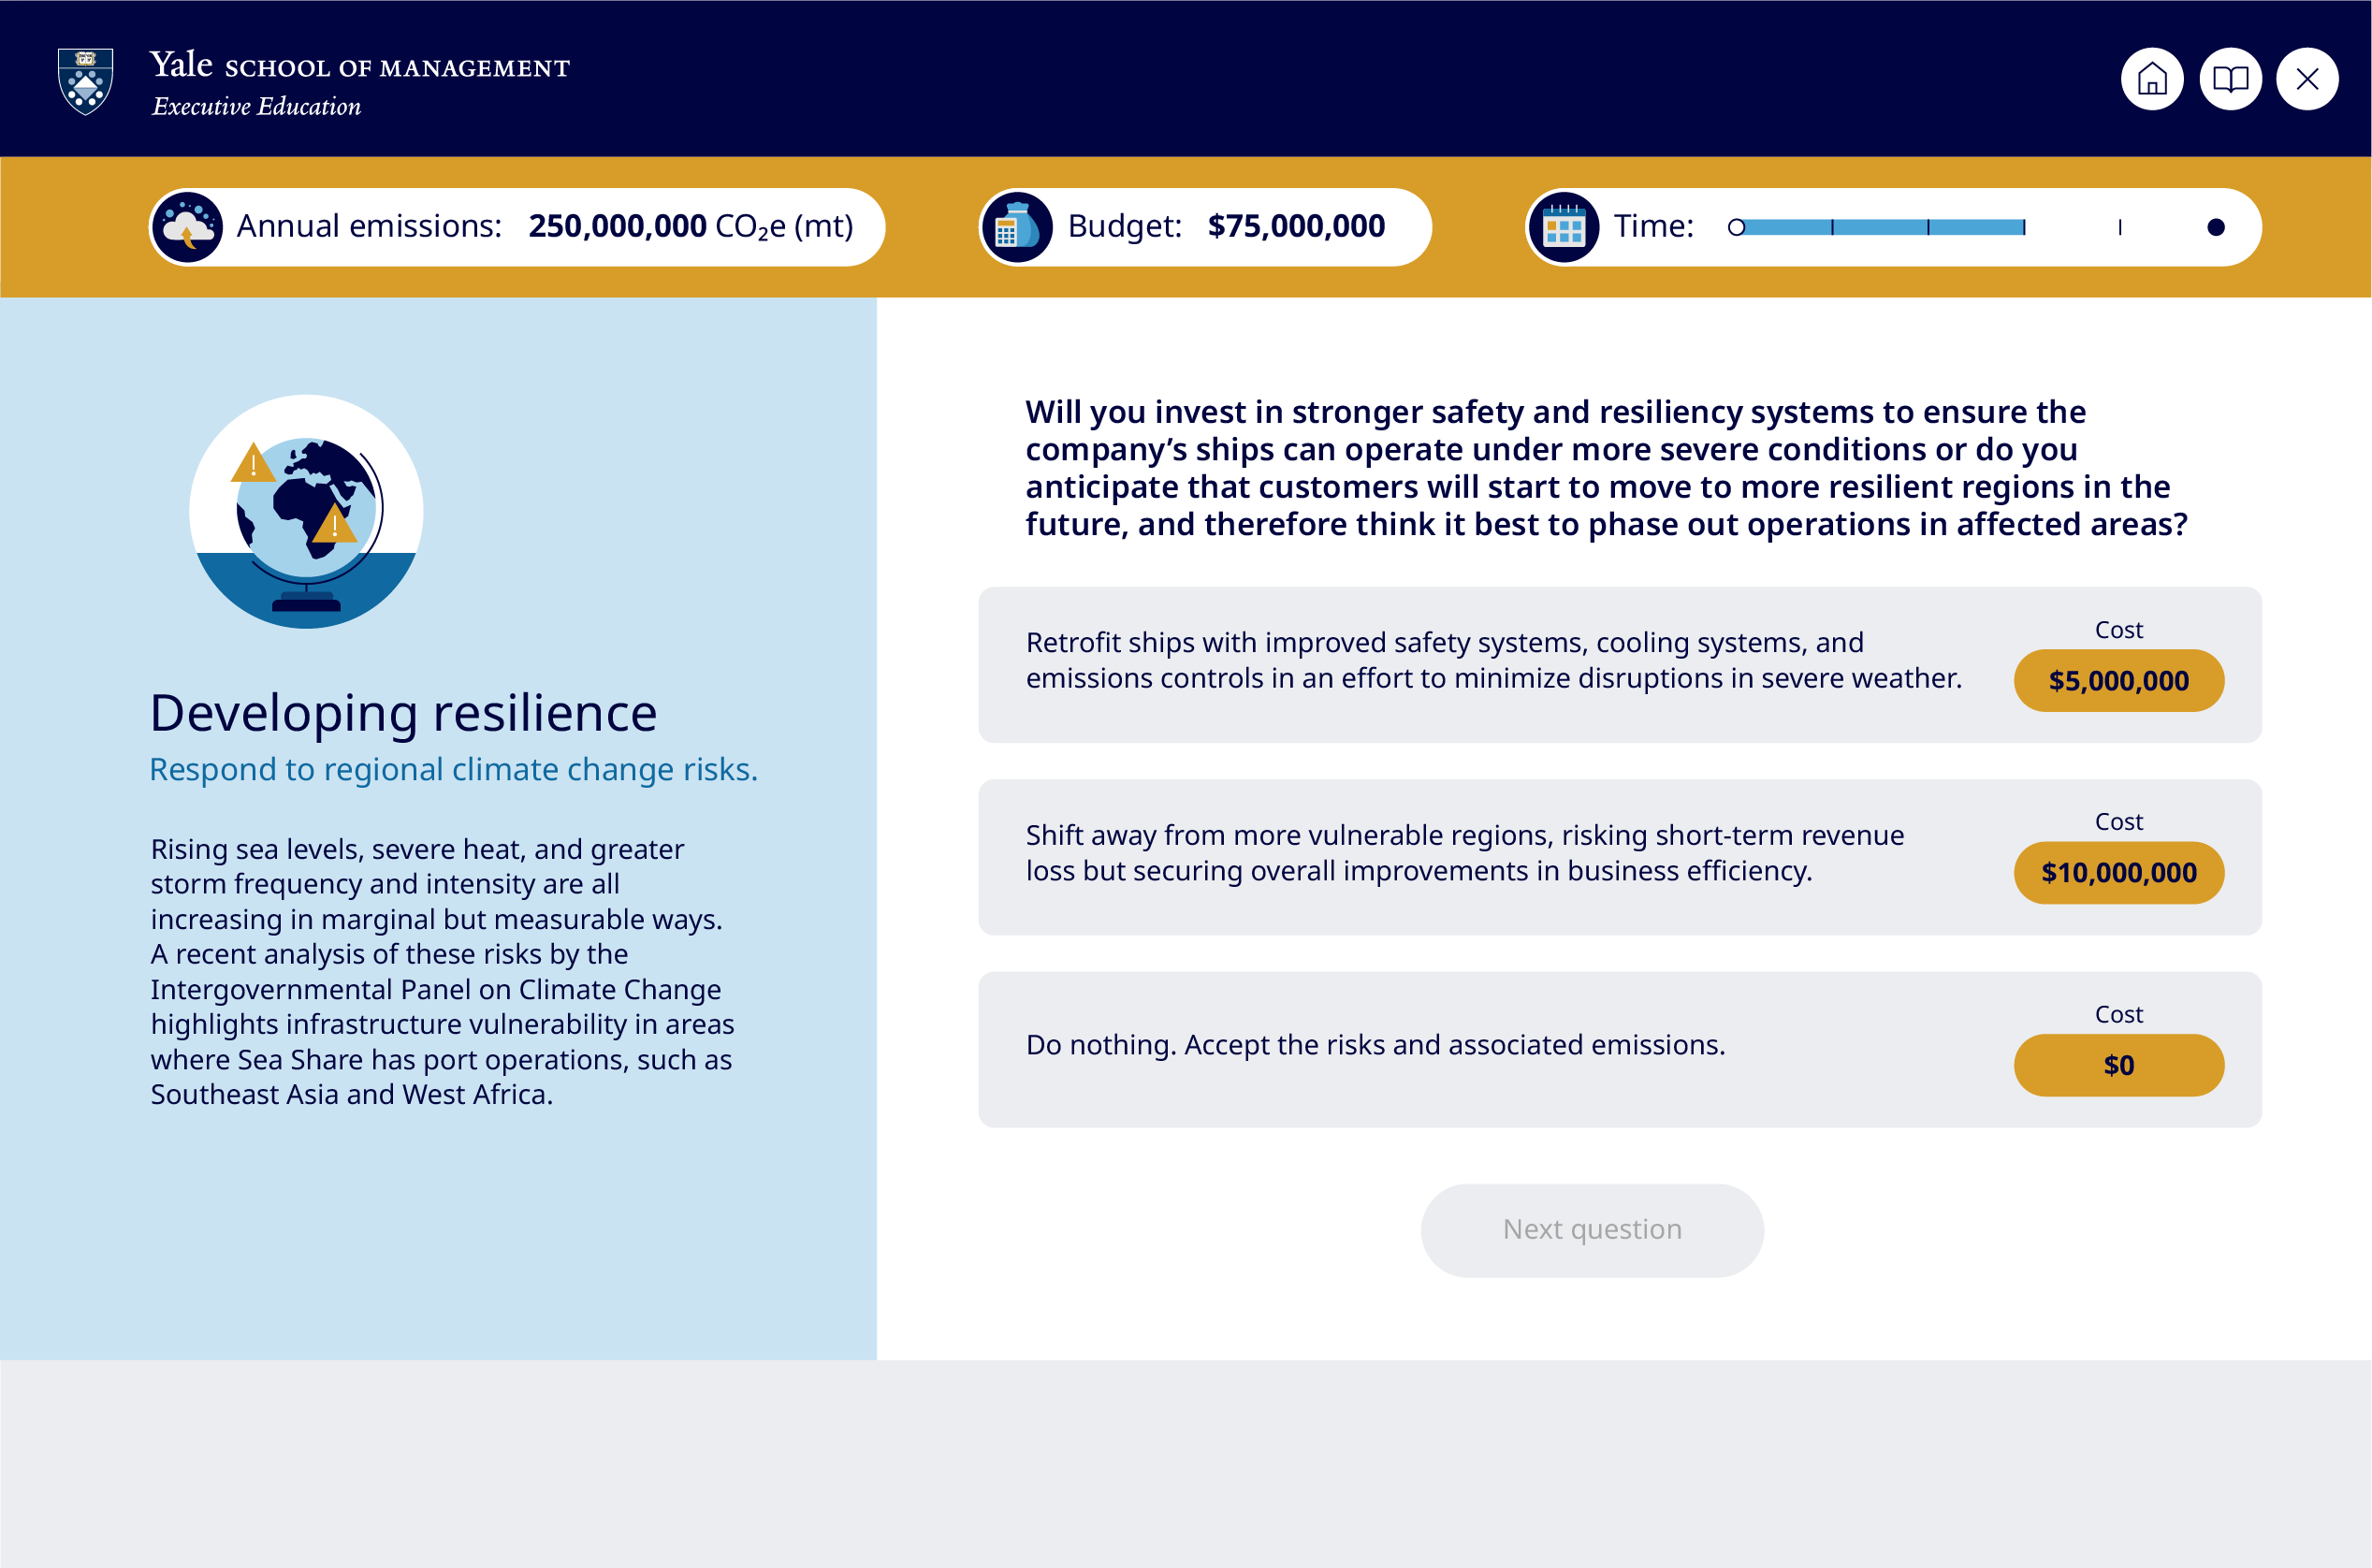 Yale SCHOOL OF MANAGEMENT
Executive Education
Annual emissions: 250,000,000 CO₂e (mt)
Budget: $75,000,000
Time:
Developing resilience
Respond to regional climate change risks.
Rising sea levels, severe heat, and greater
storm frequency and intensity are all
increasing in marginal but measurable ways.
A recent analysis of these risks by the
Intergovernmental Panel on Climate Change
highlights infrastructure vulnerability in areas
where Sea Share has port operations, such as
Southeast Asia and West Africa.
Will you invest in stronger safety and resiliency systems to ensure the
company’s ships can operate under more severe conditions or do you
anticipate that customers will start to move to more resilient regions in the
future, and therefore think it best to phase out operations in affected areas?
Retrofit ships with improved safety systems, cooling systems, and
emissions controls in an effort to minimize disruptions in severe weather.
Cost
$5,000,000
Shift away from more vulnerable regions, risking short-term revenue
loss but securing overall improvements in business efficiency.
Cost
$10,000,000
Do nothing. Accept the risks and associated emissions.
Cost
$0
Next question